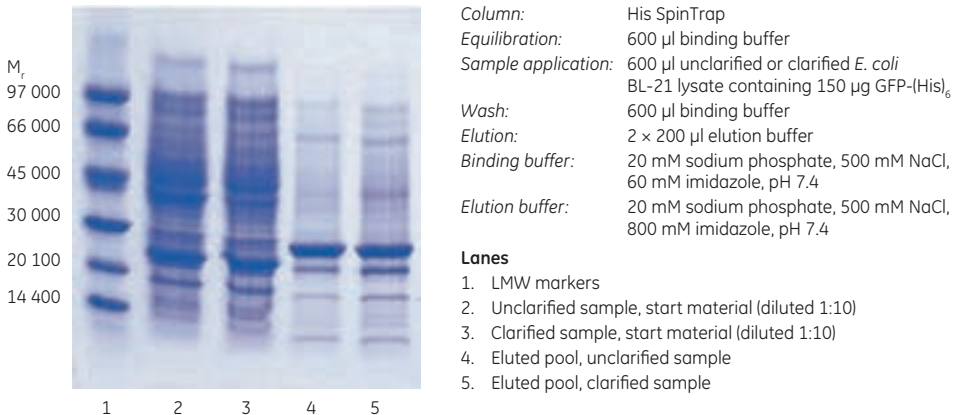 M_r
97 000
66 000
45 000
30 000
20 100
14 400
1 2 3 4 5
Column: His SpinTrap
Equilibration: 600 µl binding buffer
Sample application: 600 µl unclarified or clarified E. coli
BL-21 lysate containing 150 µg GFP-(His)₆
Wash: 600 µl binding buffer
Elution: 2 × 200 µl elution buffer
Binding buffer: 20 mM sodium phosphate, 500 mM NaCl,
60 mM imidazole, pH 7.4
Elution buffer: 20 mM sodium phosphate, 500 mM NaCl,
800 mM imidazole, pH 7.4
Lanes
1. LMW markers
2. Unclarified sample, start material (diluted 1:10)
3. Clarified sample, start material (diluted 1:10)
4. Eluted pool, unclarified sample
5. Eluted pool, clarified sample